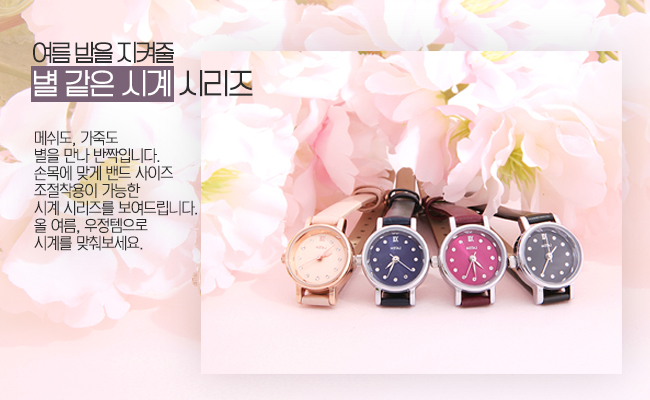 여름 밤을 지켜줄
별 같은 시계 시리즈
메쉬도, 가죽도
별을 만나 반짝입니다.
손목에 맞게 밴드 사이즈
조절착용이 가능한
시계 시리즈를 보여드립니다.
올 여름, 우정템으로
시계를 맞춰보세요.